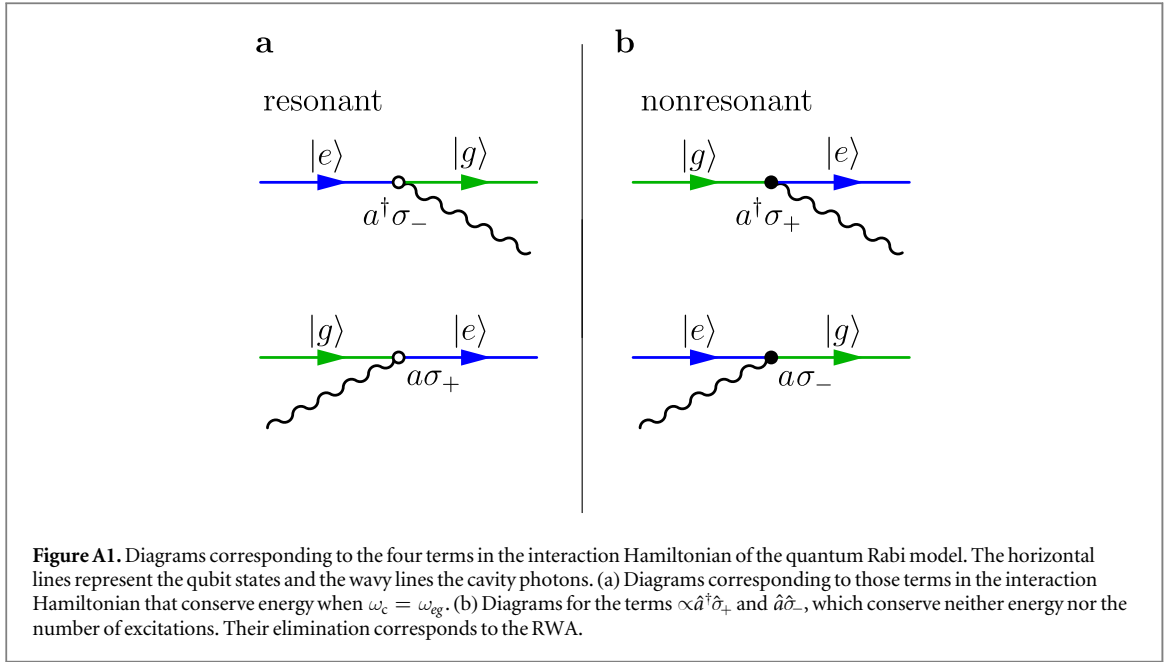 a
b
resonant
nonresonant
|e⟩
|g⟩
|g⟩
|e⟩
a†σ₋
a†σ₊
|g⟩
|e⟩
|e⟩
|g⟩
aσ₊
aσ₋
Figure A1. Diagrams corresponding to the four terms in the interaction Hamiltonian of the quantum Rabi model. The horizontal
lines represent the qubit states and the wavy lines the cavity photons. (a) Diagrams corresponding to those terms in the interaction
Hamiltonian that conserve energy when ω_c = ω_eg. (b) Diagrams for the terms ∝â†σ̂₊ and âσ̂₋, which conserve neither energy nor the
number of excitations. Their elimination corresponds to the RWA.